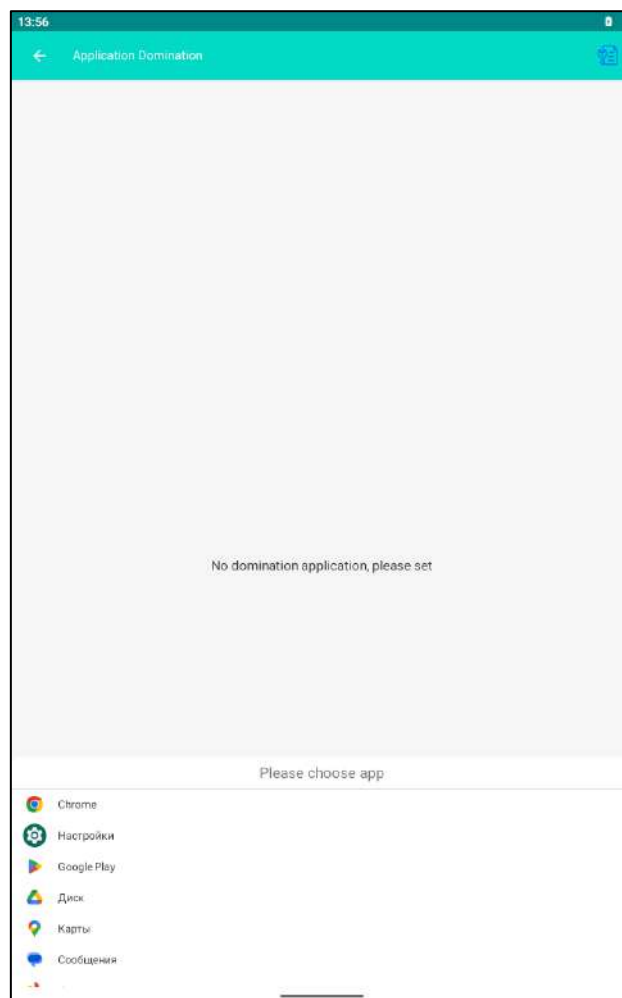 13:56
Application Domination
No domination application, please set
Please choose app
Chrome
Настройки
Google Play
Диск
Карты
Сообщения